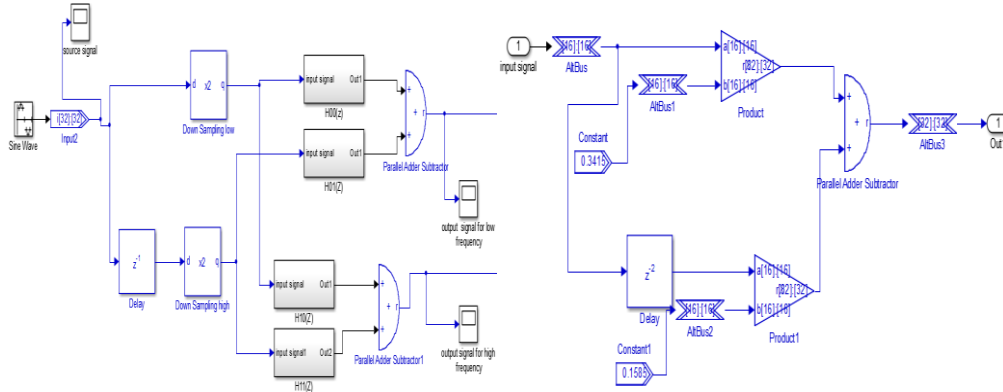 source signal
Sine Wave
i[32]:[32]
Input2
d x2 q
Down Sampling low
z-1
Delay
d x2 q
Down Sampling high
input signal Out1
H00(z)
input signal Out1
H01(Z)
+
+ r
+
Parallel Adder Subtractor
output signal for low
frequency
input signal Out1
H10(Z)
input signal1 Out2
H11(Z)
+
+ r
+
Parallel Adder Subtractor1
output signal for high
frequency
1
input signal
[16]:[16]
AltBus
[16]:[16]
AltBus1
Constant
0.3415
a[16]:[16]
r[32]:[32]
b[16]:[16]
Product
+
+ r
+
Parallel Adder Subtractor
[32]:[32]
AltBus3
1
Out1
z-2
Delay
[16]:[16]
AltBus2
Constant1
0.1585
a[16]:[16]
r[32]:[32]
b[16]:[16]
Product1